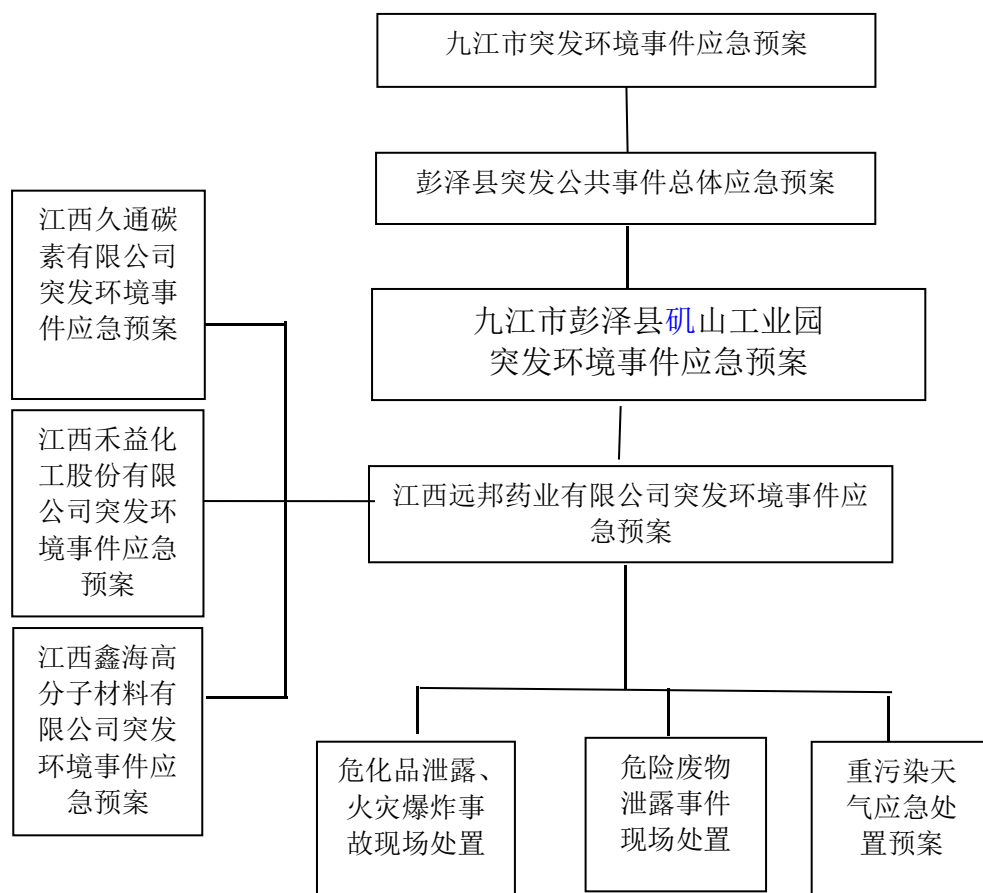 九江市突发环境事件应急预案
彭泽县突发公共事件总体应急预案
九江市彭泽县矶山工业园
突发环境事件应急预案
江西久通碳
素有限公司
突发环境事
件应急预案
江西禾益化
工股份有限
公司突发环
境事件应急
预案
江西鑫海高
分子材料有
限公司突发
环境事件应
急预案
江西远邦药业有限公司突发环境事件应
急预案
危化品泄露、
火灾爆炸事
故现场处置
危险废物
泄露事件
现场处置
重污染天
气应急处
置预案